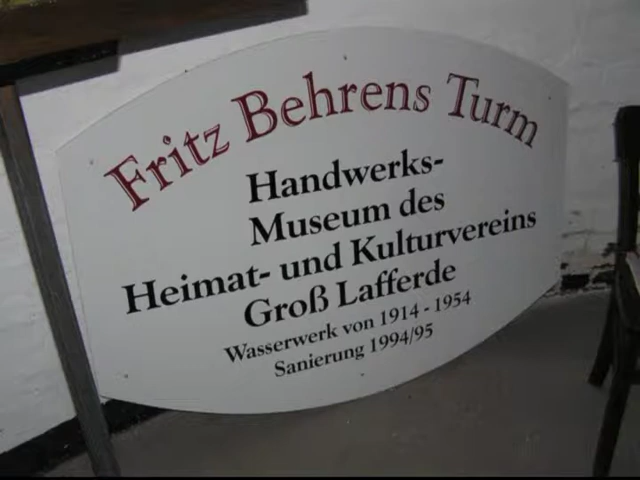 Fritz Behrens Turm
Handwerks-
Museum des
Heimat- und Kulturvereins
Groß Lafferde
Wasserwerk von 1914 - 1954
Sanierung 1994/95